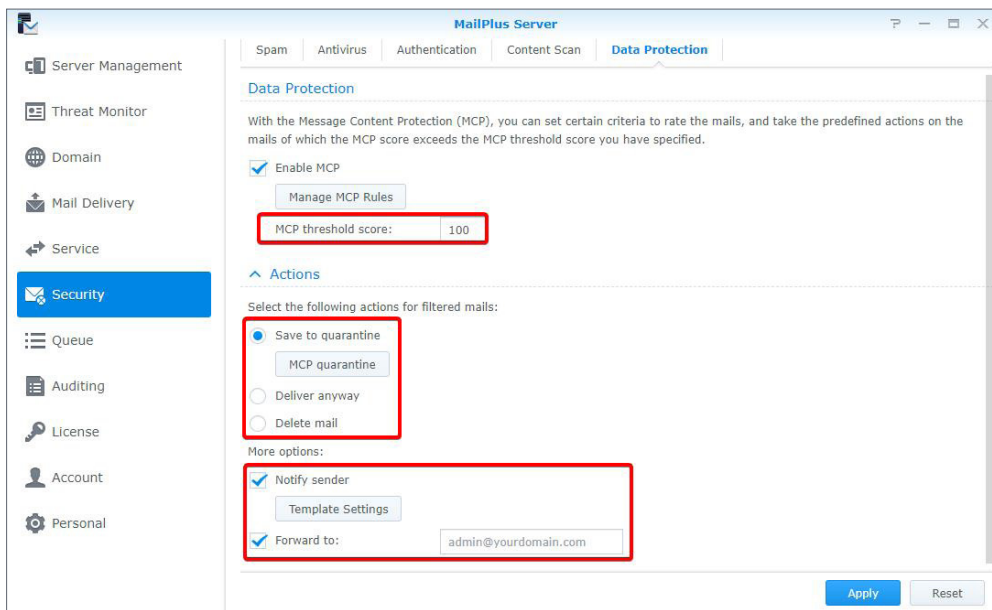 MailPlus Server
Server Management
Threat Monitor
Domain
Mail Delivery
Service
Security
Queue
Auditing
License
Account
Personal
Spam Antivirus Authentication Content Scan Data Protection
Data Protection
With the Message Content Protection (MCP), you can set certain criteria to rate the mails, and take the predefined actions on the
mails of which the MCP score exceeds the MCP threshold score you have specified.
Enable MCP
Manage MCP Rules
MCP threshold score: 100
Actions
Select the following actions for filtered mails:
Save to quarantine
MCP quarantine
Deliver anyway
Delete mail
More options:
Notify sender
Template Settings
Forward to: admin@yourdomain.com
Apply Reset